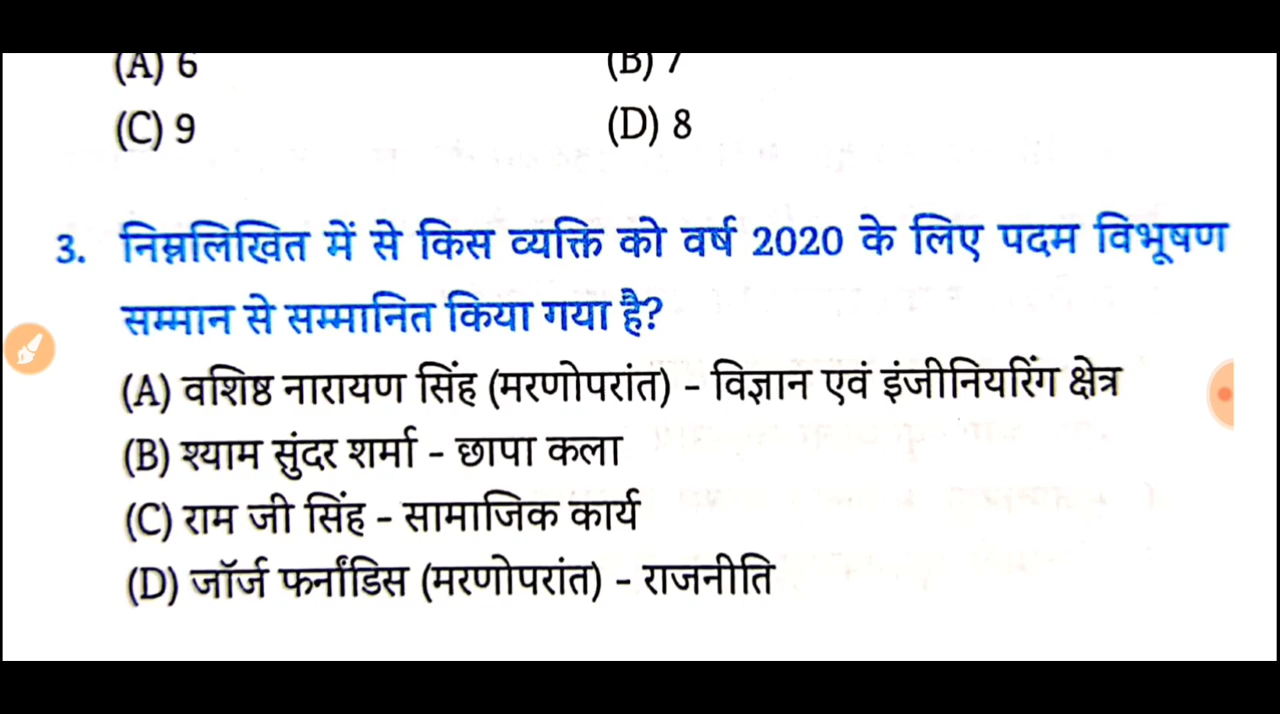 (A) 6 (B) 7
(C) 9 (D) 8
3. निम्नलिखित में से किस व्यक्ति को वर्ष 2020 के लिए पदम विभूषण
सम्मान से सम्मानित किया गया है?
(A) वशिष्ठ नारायण सिंह (मरणोपरांत) – विज्ञान एवं इंजीनियरिंग क्षेत्र
(B) श्याम सुंदर शर्मा – छापा कला
(C) राम जी सिंह – सामाजिक कार्य
(D) जॉर्ज फर्नांडिस (मरणोपरांत) – राजनीति